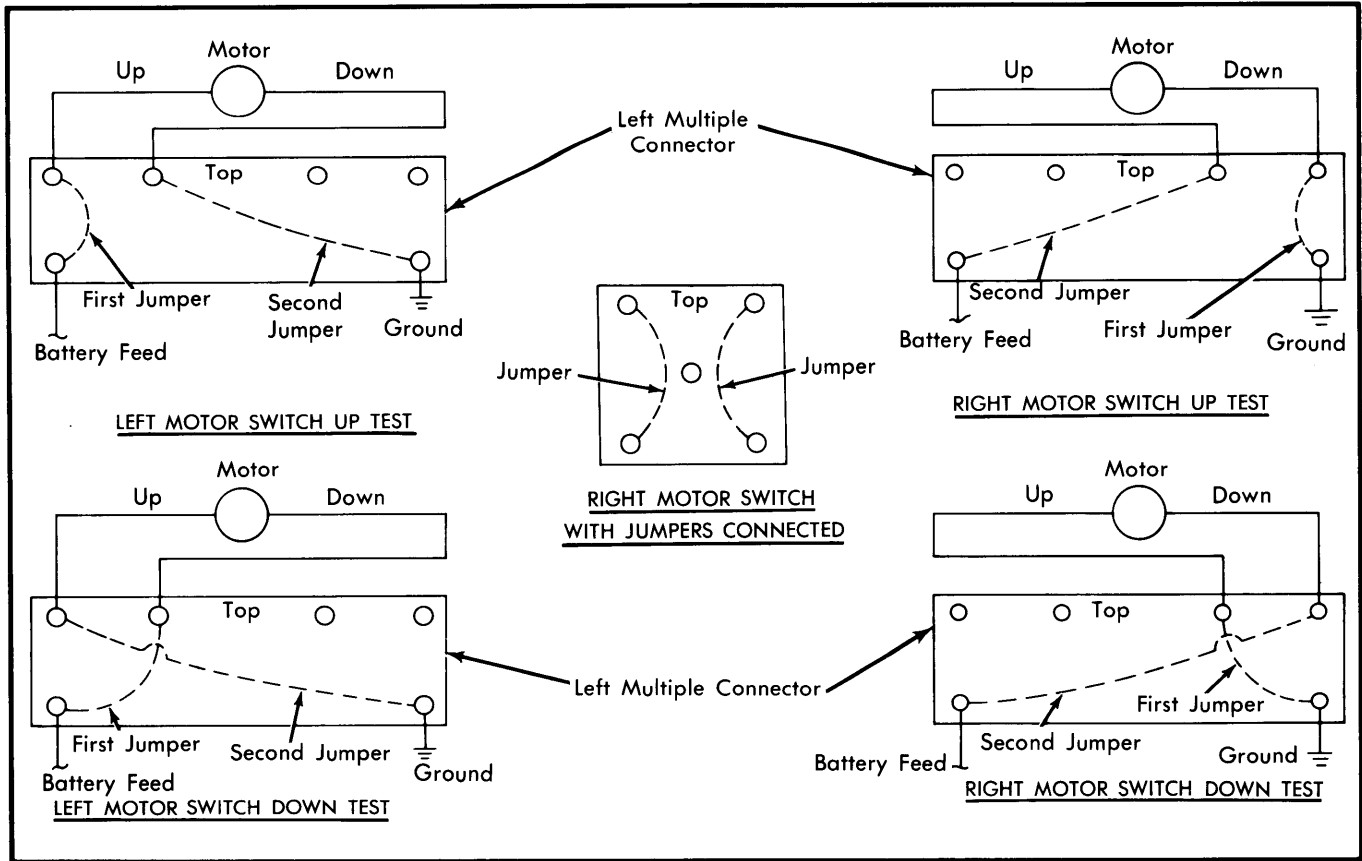 Motor
Up
Down
Top
First Jumper
Second
Jumper
Battery Feed
Ground
LEFT MOTOR SWITCH UP TEST
Left Multiple
Connector
Motor
Up
Down
Top
Second Jumper
First Jumper
Battery Feed
Ground
RIGHT MOTOR SWITCH UP TEST
Top
Jumper
Jumper
RIGHT MOTOR SWITCH
WITH JUMPERS CONNECTED
Motor
Up
Down
Top
First Jumper
Second Jumper
Battery Feed
Ground
LEFT MOTOR SWITCH DOWN TEST
Left Multiple Connector
Motor
Up
Down
Top
First Jumper
Second Jumper
Battery Feed
Ground
RIGHT MOTOR SWITCH DOWN TEST